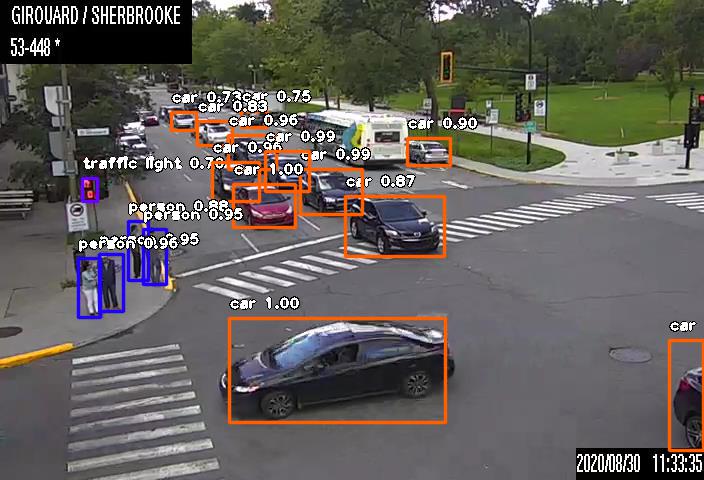 GIROUARD / SHERBROOKE
53-448 *
car 0.73
car 0.75
car 0.83
car 0.96
car 0.99
car 0.90
car 0.96
car 0.99
traffic light 0.7
car 1.00
car 0.87
person 0.88
person 0.95
person 0.96
0.95
car 1.00
car
2020/08/30 11:33:35